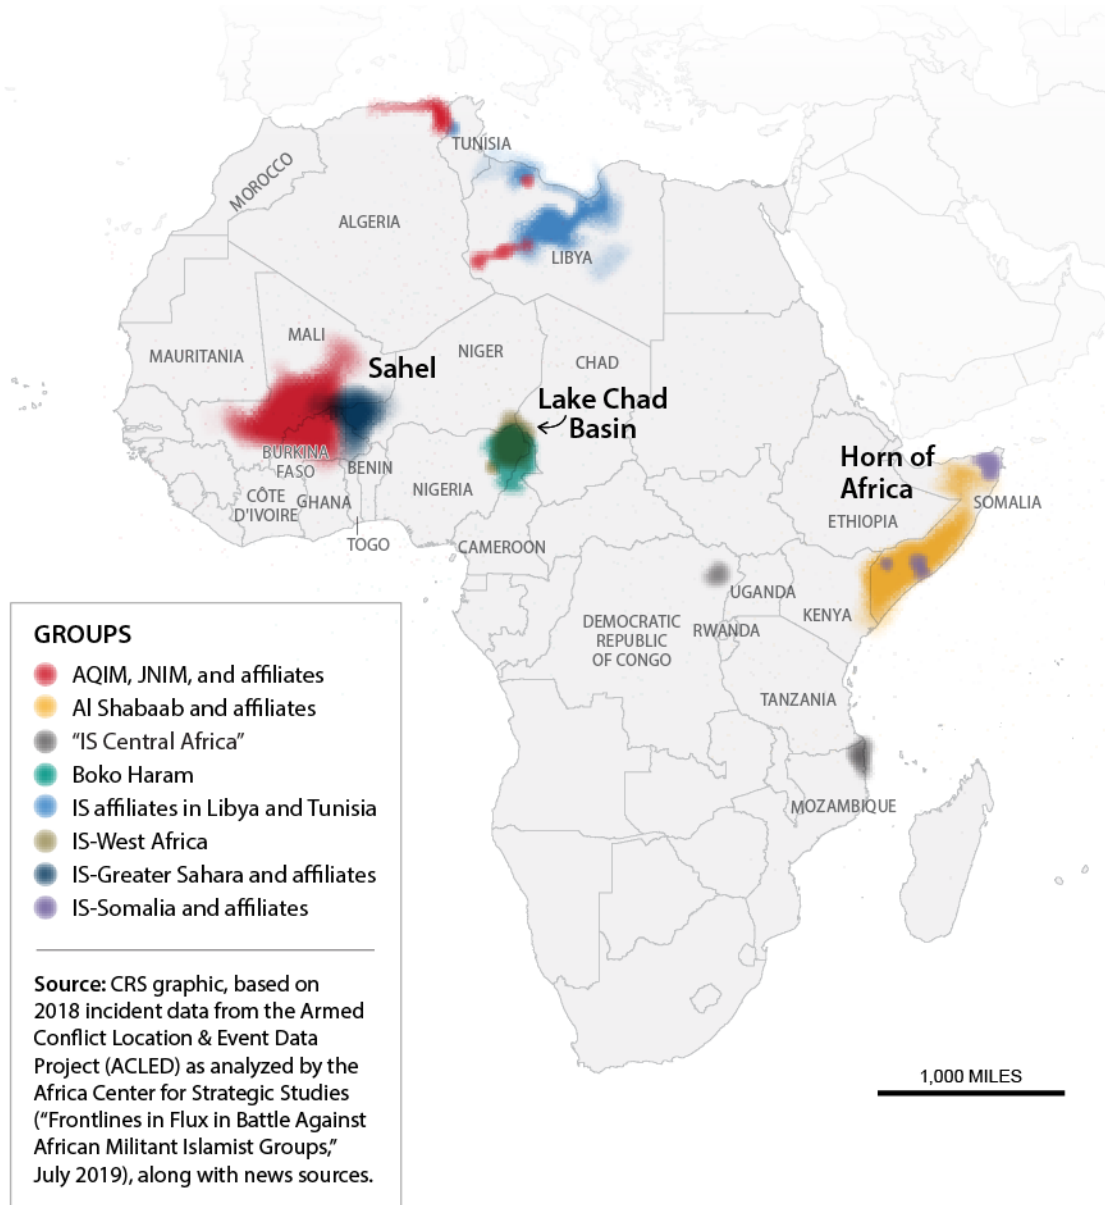 TUNISIA
MOROCCO
ALGERIA
LIBYA
MALI
MAURITANIA
Sahel
NIGER
CHAD
Lake Chad
Basin
BURKINA
FASO
BENIN
NIGERIA
CÔTE
D'IVOIRE
GHANA
TOGO
CAMEROON
Horn of
Africa
SOMALIA
ETHIOPIA
UGANDA
KENYA
DEMOCRATIC
REPUBLIC
OF CONGO
RWANDA
TANZANIA
MOZAMBIQUE
GROUPS
AQIM, JNIM, and affiliates
Al Shabaab and affiliates
“IS Central Africa”
Boko Haram
IS affiliates in Libya and Tunisia
IS-West Africa
IS-Greater Sahara and affiliates
IS-Somalia and affiliates
Source: CRS graphic, based on
2018 incident data from the Armed
Conflict Location & Event Data
Project (ACLED) as analyzed by the
Africa Center for Strategic Studies
(“Frontlines in Flux in Battle Against
African Militant Islamist Groups,”
July 2019), along with news sources.
1,000 MILES